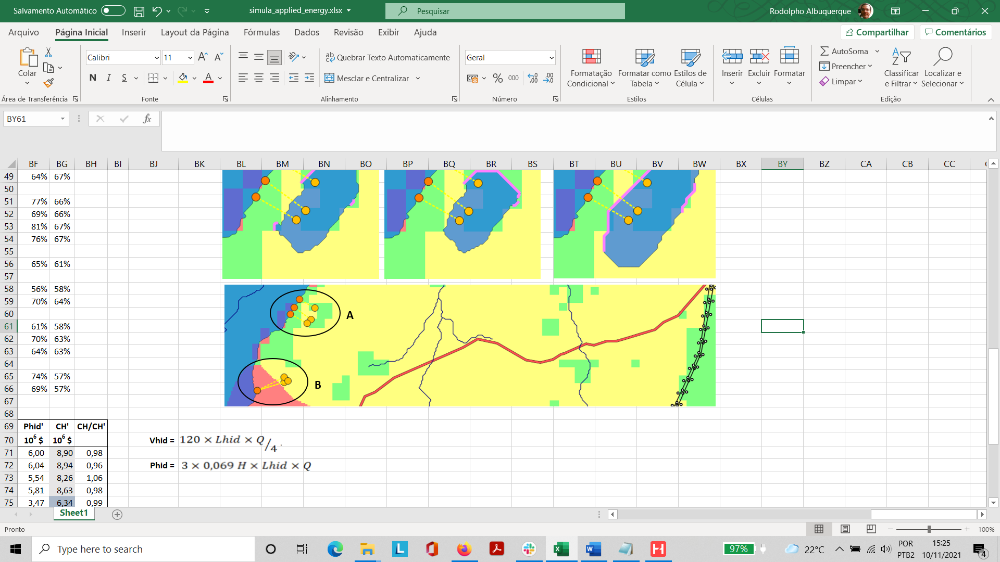 Salvamento Automático simula_applied_energy.xlsx Pesquisar Rodolpho Albuquerque
Arquivo Página Inicial Inserir Layout da Página Fórmulas Dados Revisão Exibir Ajuda Compartilhar Comentários
Colar
Calibri 11
N I S
Quebrar Texto Automaticamente
Mesclar e Centralizar
Geral
% 000
Formatação Condicional
Formatar como Tabela
Estilos de Célula
Inserir Excluir Formatar
AutoSoma
Preencher
Limpar
Classificar e Filtrar
Localizar e Selecionar
Área de Transferência Fonte Alinhamento Número Estilos Células Edição
BY61 fx
BF BG BH BI BJ BK BL BM BN BO BP BQ BR BS BT BU BV BW BX BY BZ CA CB CC
49 64% 67%
50
51 77% 66%
52 69% 66%
53 81% 67%
54 76% 67%
55
56 65% 61%
57
58 56% 58%
59 70% 64%
60
A
61 61% 58%
62 70% 63%
63 64% 63%
64
65 74% 57%
B
66 69% 57%
67
68
69 Phid' CH' CH/CH'
70 10⁶ $ 10⁶ $ Vhid = 120 × Lhid × Q/4
71 6,00 8,90 0,98
72 6,04 8,94 0,96 Phid = 3 × 0,069 H × Lhid × Q
73 5,54 8,26 1,06
74 5,81 8,63 0,98
75 3,47 6,34 0,99
Sheet1
Pronto 100%
Type here to search 97% 22°C POR PTB2 15:25 10/11/2021 4